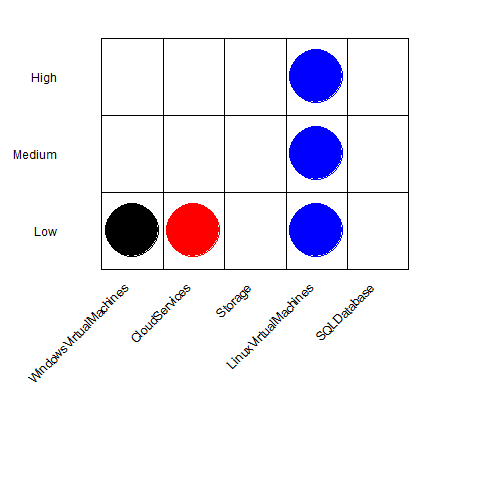 High
Medium
Low
WindowsVirtualMachines
CloudServices
Storage
LinuxVirtualMachines
SQLDatabase